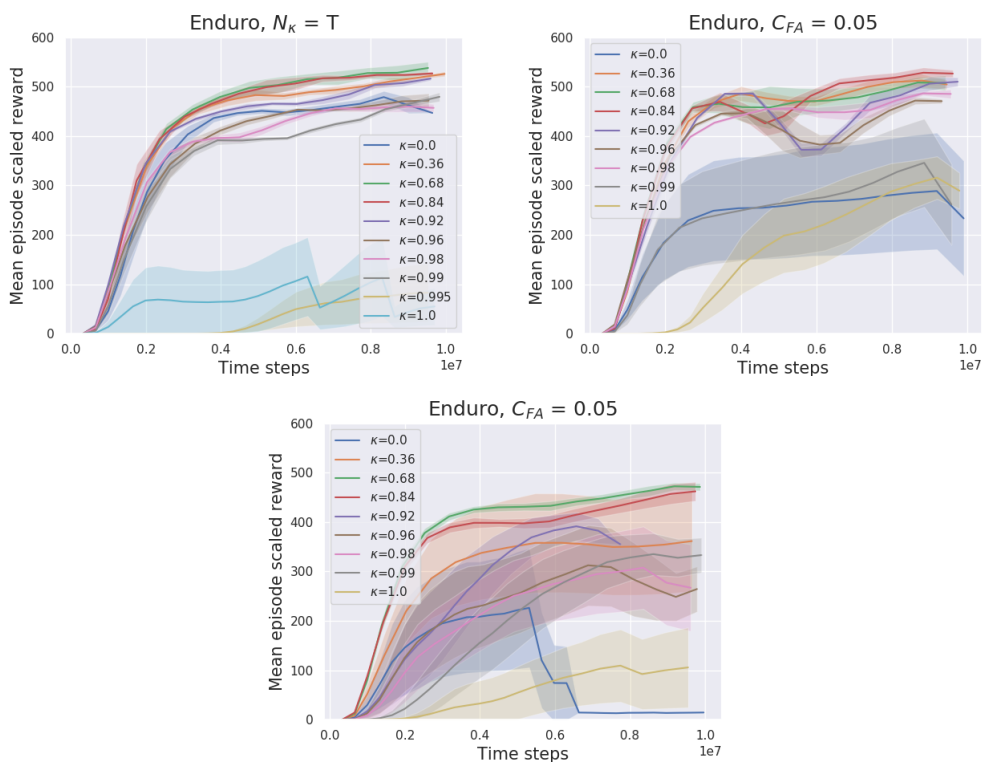 Enduro, Nκ = T
Mean episode scaled reward
600
500
400
300
200
100
0
κ=0.0
κ=0.36
κ=0.68
κ=0.84
κ=0.92
κ=0.96
κ=0.98
κ=0.99
κ=0.995
κ=1.0
0.0 0.2 0.4 0.6 0.8 1.0
1e7
Time steps
Enduro, CFA = 0.05
Mean episode scaled reward
600
500
400
300
200
100
0
κ=0.0
κ=0.36
κ=0.68
κ=0.84
κ=0.92
κ=0.96
κ=0.98
κ=0.99
κ=1.0
0.0 0.2 0.4 0.6 0.8 1.0
1e7
Time steps
Enduro, CFA = 0.05
Mean episode scaled reward
600
500
400
300
200
100
0
κ=0.0
κ=0.36
κ=0.68
κ=0.84
κ=0.92
κ=0.96
κ=0.98
κ=0.99
κ=1.0
0.0 0.2 0.4 0.6 0.8 1.0
1e7
Time steps